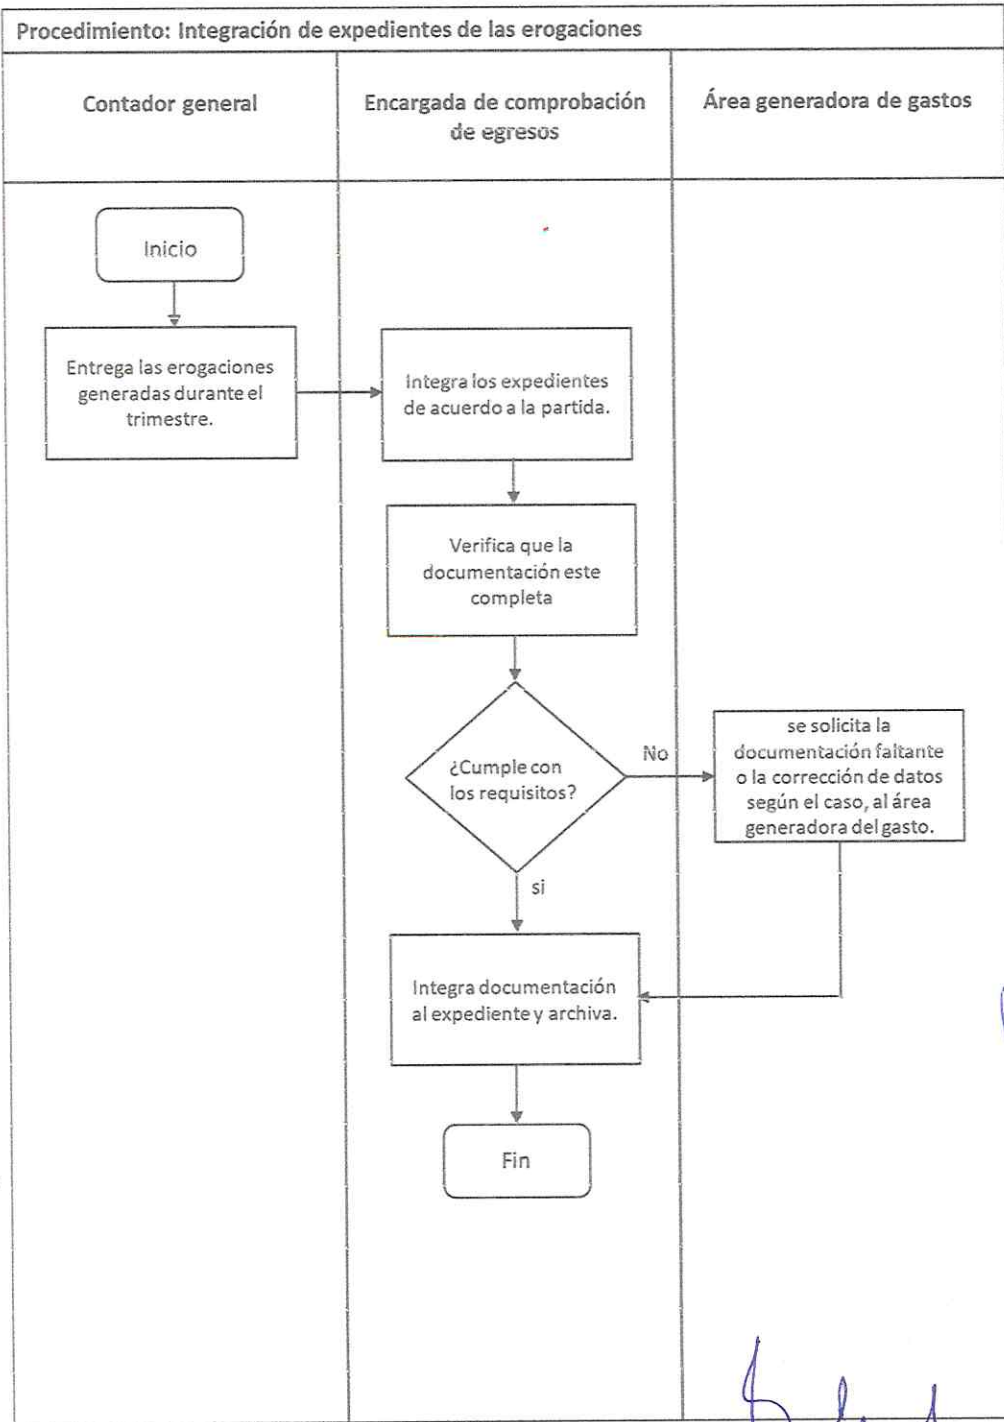 Procedimiento: Integración de expedientes de las erogaciones
Contador general
Encargada de comprobación
de egresos
Área generadora de gastos
Inicio
Entrega las erogaciones
generadas durante el
trimestre.
Integra los expedientes
de acuerdo a la partida.
Verifica que la
documentación este
completa
¿Cumple con
los requisitos?
No
se solicita la
documentación faltante
o la corrección de datos
según el caso, al área
generadora del gasto.
si
Integra documentación
al expediente y archiva.
Fin